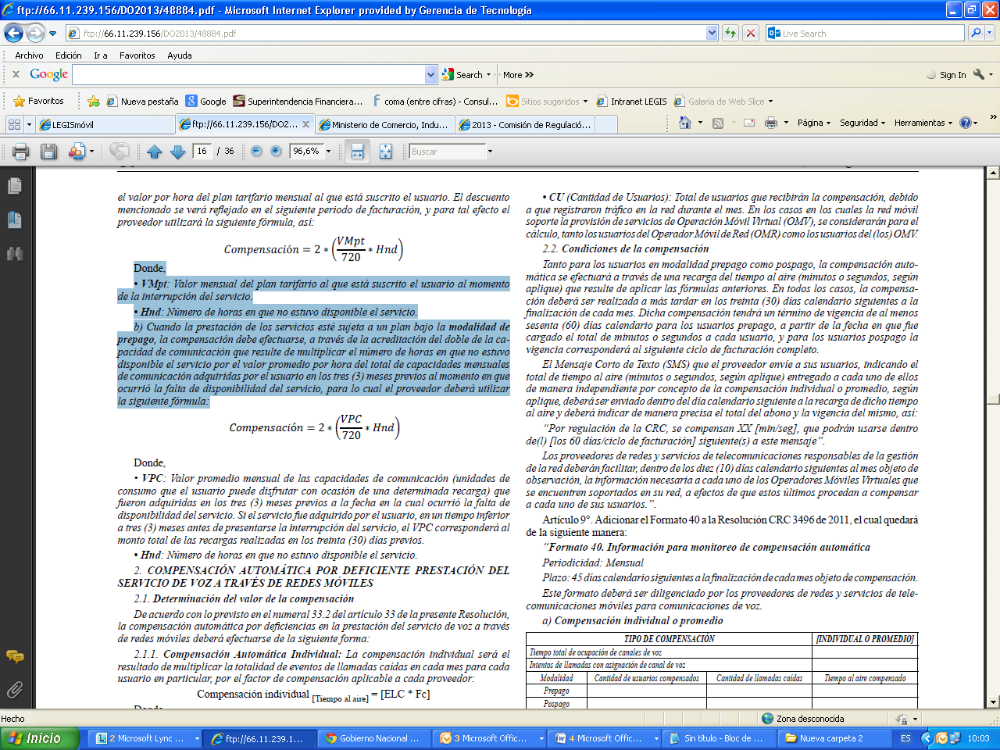 ftp://66.11.239.156/DO2013/48884.pdf - Microsoft Internet Explorer provided by Gerencia de Tecnología
ftp://66.11.239.156/DO2013/48884.pdf
Live Search
Archivo Edición Ir a Favoritos Ayuda
x Google Search More >> Sign In
Favoritos Nueva pestaña Google Superintendencia Financiera... coma (entre cifras) - Consul... Sitios sugeridos Intranet LEGIS Galería de Web Slice
LEGISmóvil ftp://66.11.239.156/DO2... Ministerio de Comercio, Indu... 2013 - Comisión de Regulació... Página Seguridad Herramientas
16 / 36 96,6% Buscar
el valor por hora del plan tarifario mensual al que está suscrito el usuario. El descuento
mencionado se verá reflejado en el siguiente periodo de facturación, y para tal efecto el
proveedor utilizará la siguiente fórmula, así:
Compensación = 2 * (VMpt/720 * Hnd)
Donde,
• VMpt: Valor mensual del plan tarifario al que está suscrito el usuario al momento
de la interrupción del servicio.
• Hnd: Número de horas en que no estuvo disponible el servicio.
b) Cuando la prestación de los servicios esté sujeta a un plan bajo la modalidad de
prepago, la compensación debe efectuarse, a través de la acreditación del doble de la ca-
pacidad de comunicación que resulte de multiplicar el número de horas en que no estuvo
disponible el servicio por el valor promedio por hora del total de capacidades mensuales
de comunicación adquiridas por el usuario en los tres (3) meses previos al momento en que
ocurrió la falta de disponibilidad del servicio, para lo cual el proveedor deberá utilizar
la siguiente fórmula:
Compensación = 2 * (VPC/720 * Hnd)
Donde,
• VPC: Valor promedio mensual de las capacidades de comunicación (unidades de
consumo que el usuario puede disfrutar con ocasión de una determinada recarga) que
fueron adquiridas en los tres (3) meses previos a la fecha en la cual ocurrió la falta de
disponibilidad del servicio. Si el servicio fue adquirido por el usuario, en un tiempo inferior
a tres (3) meses antes de presentarse la interrupción del servicio, el VPC corresponderá al
monto total de las recargas realizadas en los treinta (30) días previos.
• Hnd: Número de horas en que no estuvo disponible el servicio.
2. COMPENSACIÓN AUTOMÁTICA POR DEFICIENTE PRESTACIÓN DEL
SERVICIO DE VOZ A TRAVÉS DE REDES MÓVILES
2.1. Determinación del valor de la compensación
De acuerdo con lo previsto en el numeral 33.2 del artículo 33 de la presente Resolución,
la compensación automática por deficiencias en la prestación del servicio de voz a través
de redes móviles deberá efectuarse de la siguiente forma:
2.1.1. Compensación Automática Individual: La compensación individual será el
resultado de multiplicar la totalidad de eventos de llamadas caídas en cada mes para cada
usuario en particular, por el factor de compensación aplicable a cada proveedor:
Compensación individual [Tiempo al aire] = [ELC * Fc]
Donde
• CU (Cantidad de Usuarios): Total de usuarios que recibirán la compensación, debido
a que registraron tráfico en la red durante el mes. En los casos en los cuales la red móvil
soporte la provisión de servicios de Operación Móvil Virtual (OMV), se considerarán para el
cálculo, tanto los usuarios del Operador Móvil de Red (OMR) como los usuarios del (los) OMV.
2.2. Condiciones de la compensación
Tanto para los usuarios en modalidad prepago como pospago, la compensación auto-
mática se efectuará a través de una recarga del tiempo al aire (minutos o segundos, según
aplique) que resulte de aplicar las fórmulas anteriores. En todos los casos, la compensa-
ción deberá ser realizada a más tardar en los treinta (30) días calendario siguientes a la
finalización de cada mes. Dicha compensación tendrá un término de vigencia de al menos
sesenta (60) días calendario para los usuarios prepago, a partir de la fecha en que fue
cargado el total de minutos o segundos a cada usuario, y para los usuarios pospago la
vigencia corresponderá al siguiente ciclo de facturación completo.
El Mensaje Corto de Texto (SMS) que el proveedor envíe a sus usuarios, indicando el
total de tiempo al aire (minutos o segundos, según aplique) entregado a cada uno de ellos
de manera independiente por concepto de la compensación individual o promedio, según
aplique, deberá ser enviado dentro del día calendario siguiente a la recarga de dicho tiempo
al aire y deberá indicar de manera precisa el total del abono y la vigencia del mismo, así:
“Por regulación de la CRC, se compensan XX [min/seg], que podrán usarse dentro
de(l) [los 60 días/ciclo de facturación] siguiente(s) a este mensaje”.
Los proveedores de redes y servicios de telecomunicaciones responsables de la gestión
de la red deberán facilitar, dentro de los diez (10) días calendario siguientes al mes objeto de
observación, la información necesaria a cada uno de los Operadores Móviles Virtuales que
se encuentren soportados en su red, a efectos de que estos últimos procedan a compensar
a cada uno de sus usuarios.”.
Artículo 9°. Adicionar el Formato 40 a la Resolución CRC 3496 de 2011, el cual quedará
de la siguiente manera:
“Formato 40. Información para monitoreo de compensación automática
Periodicidad: Mensual
Plazo: 45 días calendario siguientes a la finalización de cada mes objeto de compensación.
Este formato deberá ser diligenciado por los proveedores de redes y servicios de tele-
comunicaciones móviles para comunicaciones de voz.
a) Compensación individual o promedio
TIPO DE COMPENSACIÓN [INDIVIDUAL O PROMEDIO]
Tiempo total de ocupación de canales de voz
Intentos de llamadas con asignación de canal de voz
Modalidad Cantidad de usuarios compensados Cantidad de llamadas caídas Tiempo al aire compensado
Prepago
Pospago
Hecho Zona desconocida
Inicio 2 Microsoft Lync ... ftp://66.11.239.1... Gobierno Nacional ... 3 Microsoft Offic... 4 Microsoft Offic... Sin título - Bloc de ... Nueva carpeta 2 ES 10:03